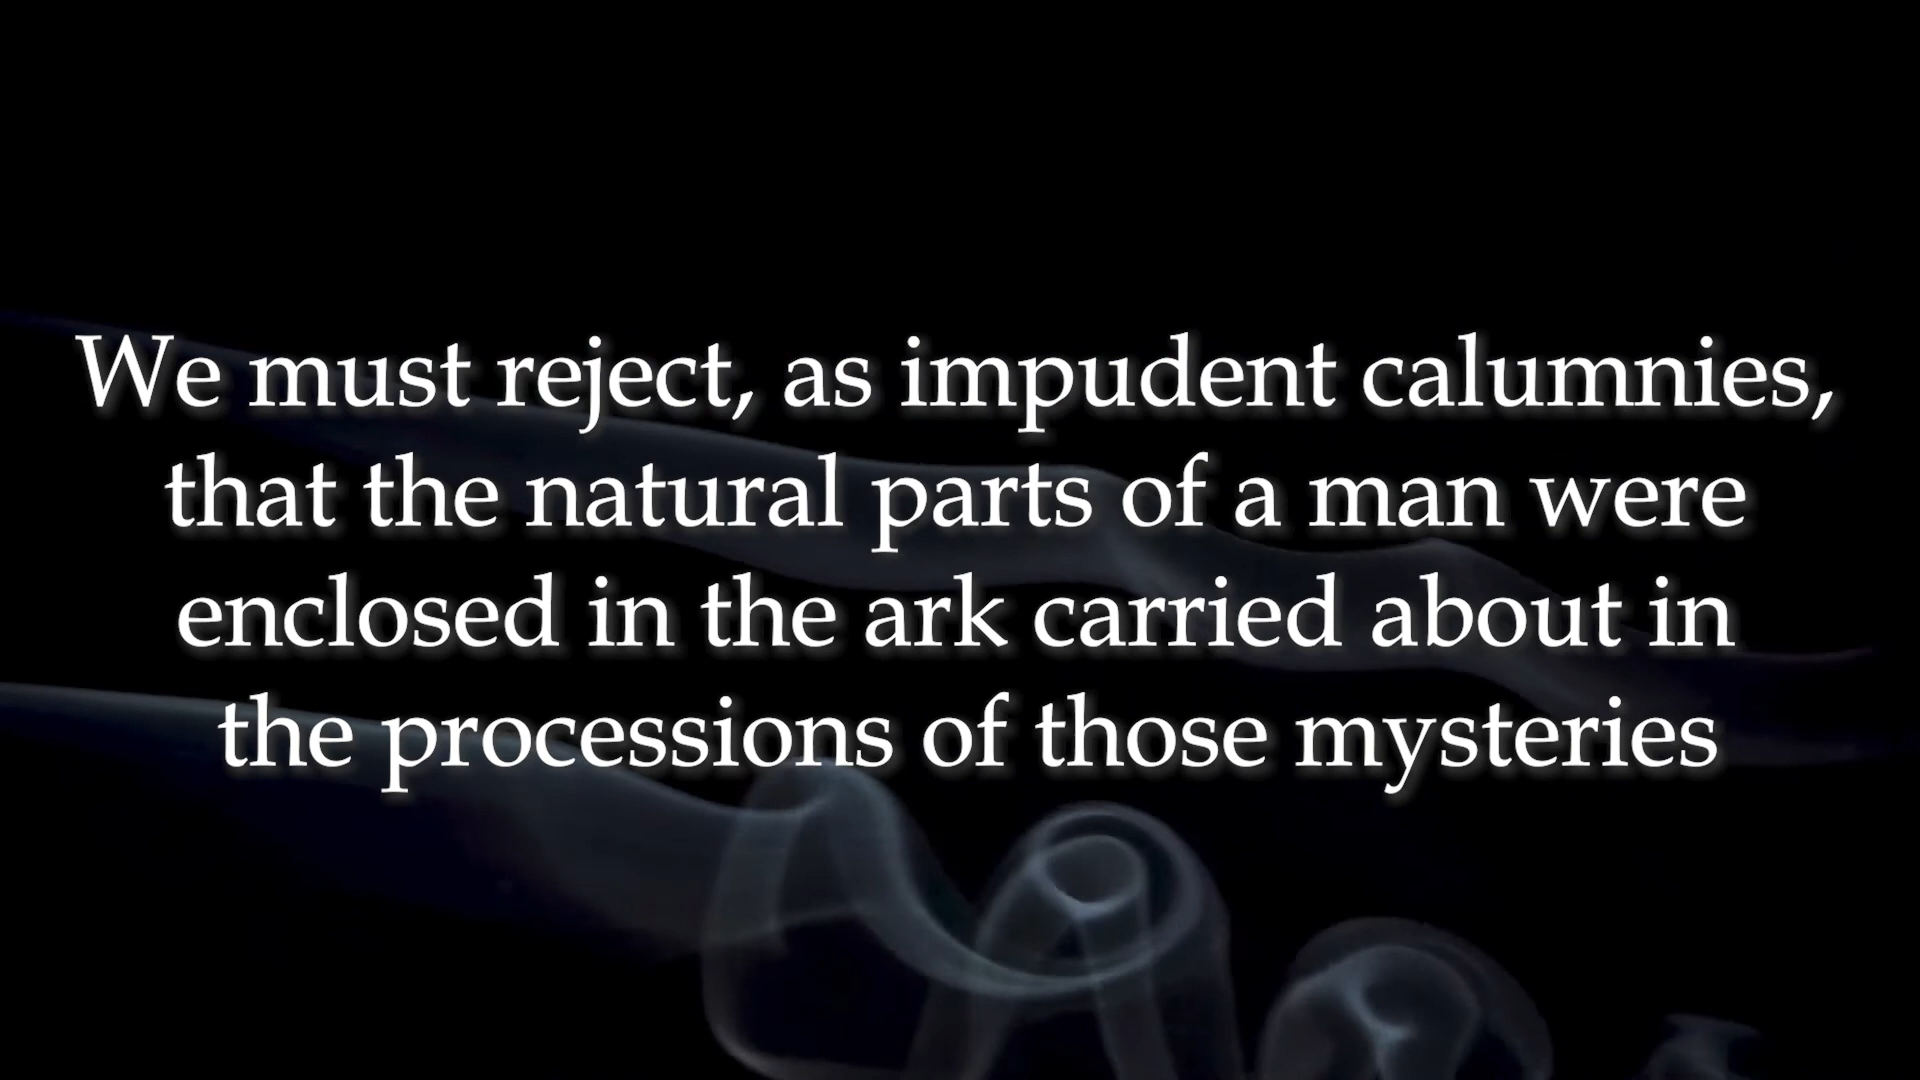 We must reject, as impudent calumnies,
that the natural parts of a man were
enclosed in the ark carried about in
the processions of those mysteries